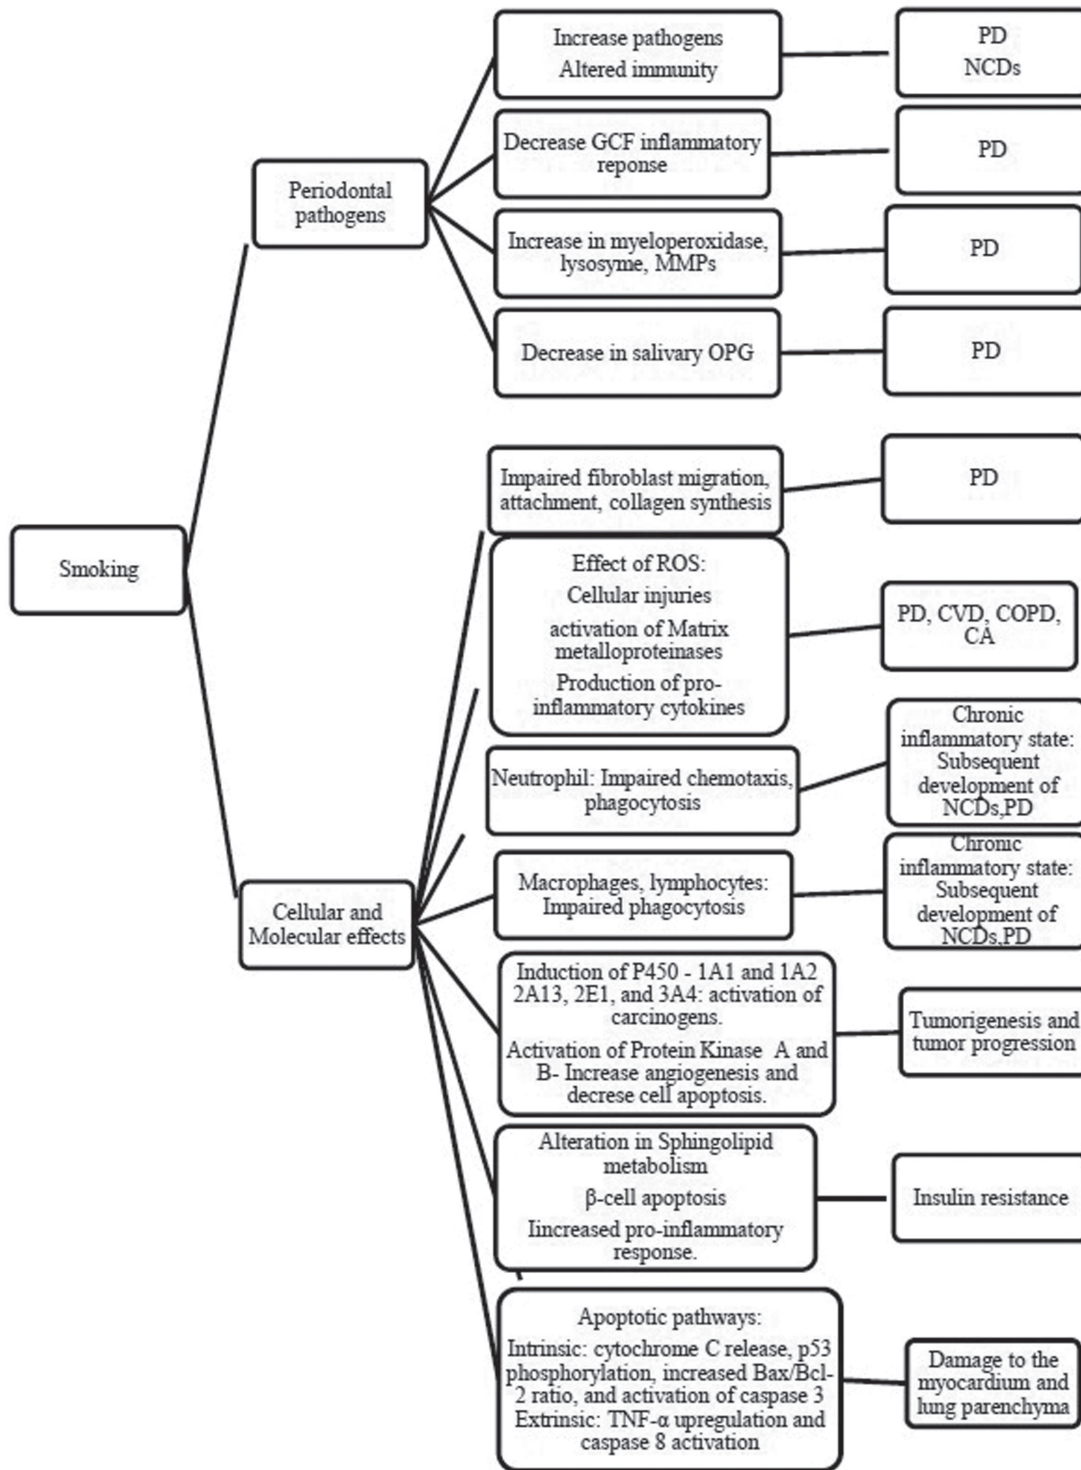 Smoking
Periodontal
pathogens
Increase pathogens
Altered immunity
PD
NCDs
Decrease GCF inflammatory
reponse
PD
Increase in myeloperoxidase,
lysosyme, MMPs
PD
Decrease in salivary OPG
PD
Cellular and
Molecular effects
Impaired fibroblast migration,
attachment, collagen synthesis
PD
Effect of ROS:
Cellular injuries
activation of Matrix
metalloproteinases
Production of pro-
inflammatory cytokines
PD, CVD, COPD,
CA
Neutrophil: Impaired chemotaxis,
phagocytosis
Chronic
inflammatory state:
Subsequent
development of
NCDs,PD
Macrophages, lymphocytes:
Impaired phagocytosis
Chronic
inflammatory state:
Subsequent
development of
NCDs,PD
Induction of P450 - 1A1 and 1A2
2A13, 2E1, and 3A4: activation of
carcinogens.
Activation of Protein Kinase A and
B- Increase angiogenesis and
decrese cell apoptosis.
Tumorigenesis and
tumor progression
Alteration in Sphingolipid
metabolism
β-cell apoptosis
Iincreased pro-inflammatory
response.
Insulin resistance
Apoptotic pathways:
Intrinsic: cytochrome C release, p53
phosphorylation, increased Bax/Bcl-
2 ratio, and activation of caspase 3
Extrinsic: TNF-α upregulation and
caspase 8 activation
Damage to the
myocardium and
lung parenchyma